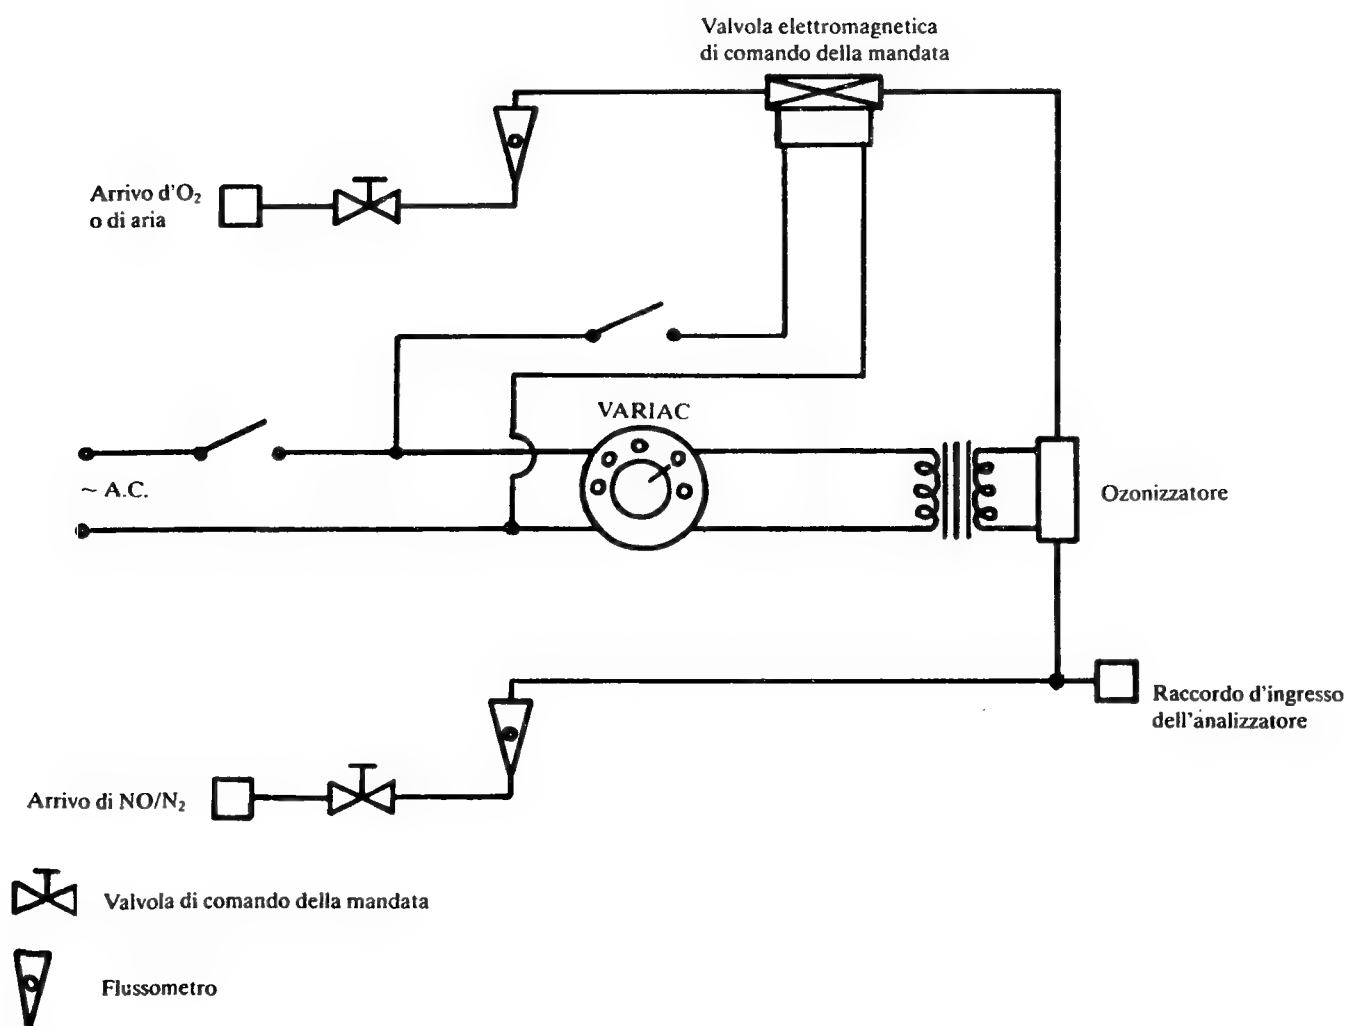 Valvola elettromagnetica
di comando della mandata
Arrivo d'O₂
o di aria
VARIAC
~ A.C.
Ozonizzatore
Raccordo d'ingresso
dell'analizzatore
Arrivo di NO/N₂
Valvola di comando della mandata
Flussometro